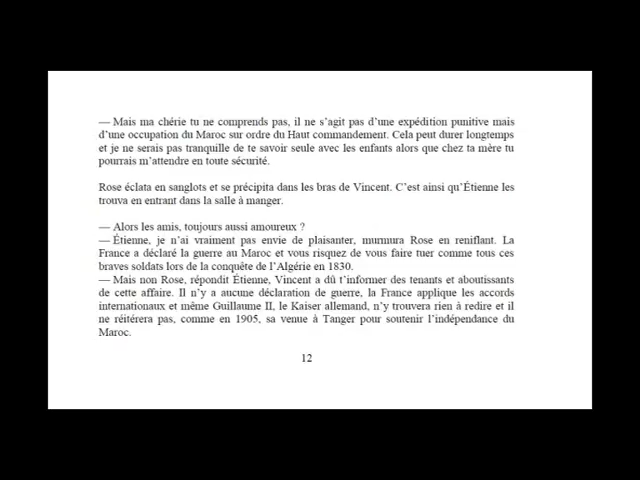 — Mais ma chérie tu ne comprends pas, il ne s’agit pas d’une expédition punitive mais
d’une occupation du Maroc sur ordre du Haut commandement. Cela peut durer longtemps
et je ne serais pas tranquille de te savoir seule avec les enfants alors que chez ta mère tu
pourrais m’attendre en toute sécurité.
Rose éclata en sanglots et se précipita dans les bras de Vincent. C’est ainsi qu’Étienne les
trouva en entrant dans la salle à manger.
— Alors les amis, toujours aussi amoureux ?
— Étienne, je n’ai vraiment pas envie de plaisanter, murmura Rose en reniflant. La
France a déclaré la guerre au Maroc et vous risquez de vous faire tuer comme tous ces
braves soldats lors de la conquête de l’Algérie en 1830.
— Mais non Rose, répondit Étienne, Vincent a dû t’informer des tenants et aboutissants
de cette affaire. Il n’y a aucune déclaration de guerre, la France applique les accords
internationaux et même Guillaume II, le Kaiser allemand, n’y trouvera rien à redire et il
ne réitérera pas, comme en 1905, sa venue à Tanger pour soutenir l’indépendance du
Maroc.
12